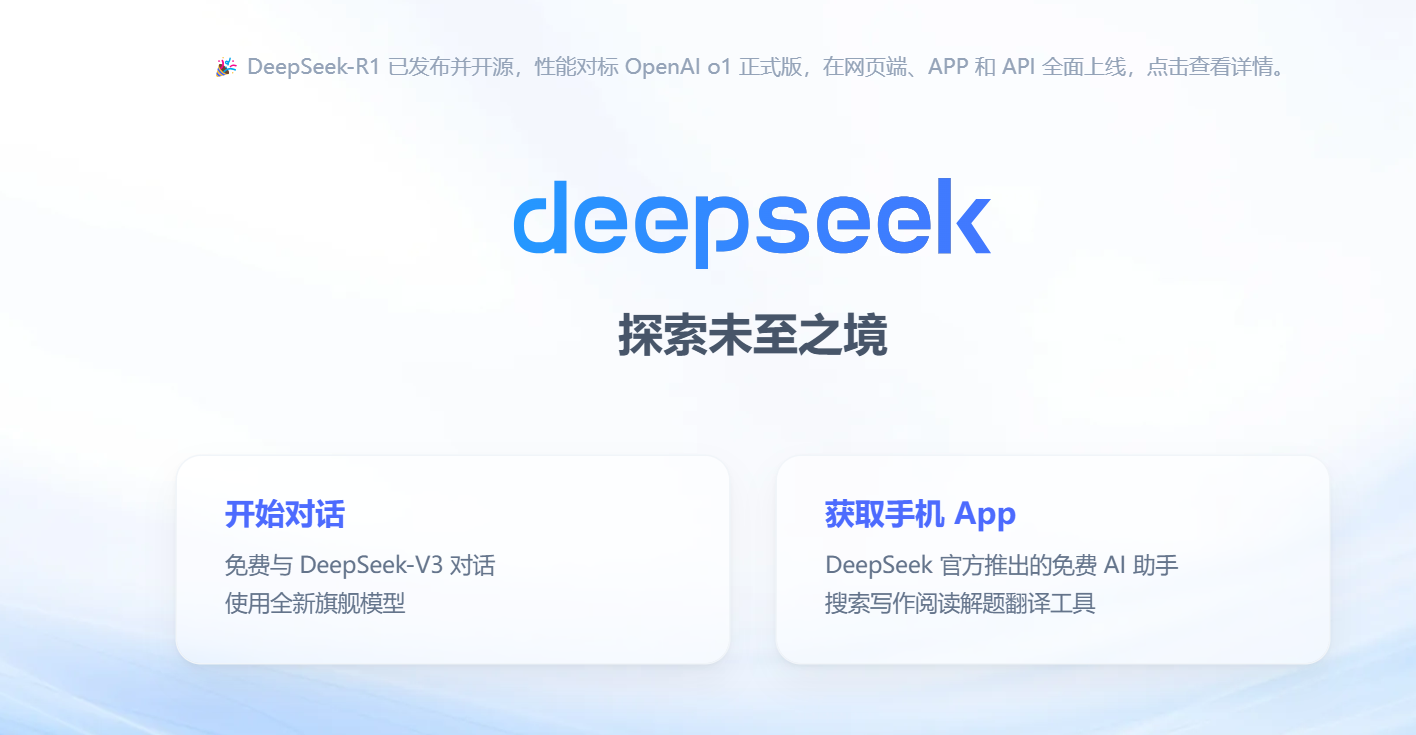 🎉 DeepSeek-R1 已发布并开源，性能对标 OpenAI o1 正式版，在网页端、APP 和 API 全面上线，点击查看详情。
deepseek
探索未至之境
开始对话
免费与 DeepSeek-V3 对话
使用全新旗舰模型
获取手机 App
DeepSeek 官方推出的免费 AI 助手
搜索写作阅读解题翻译工具